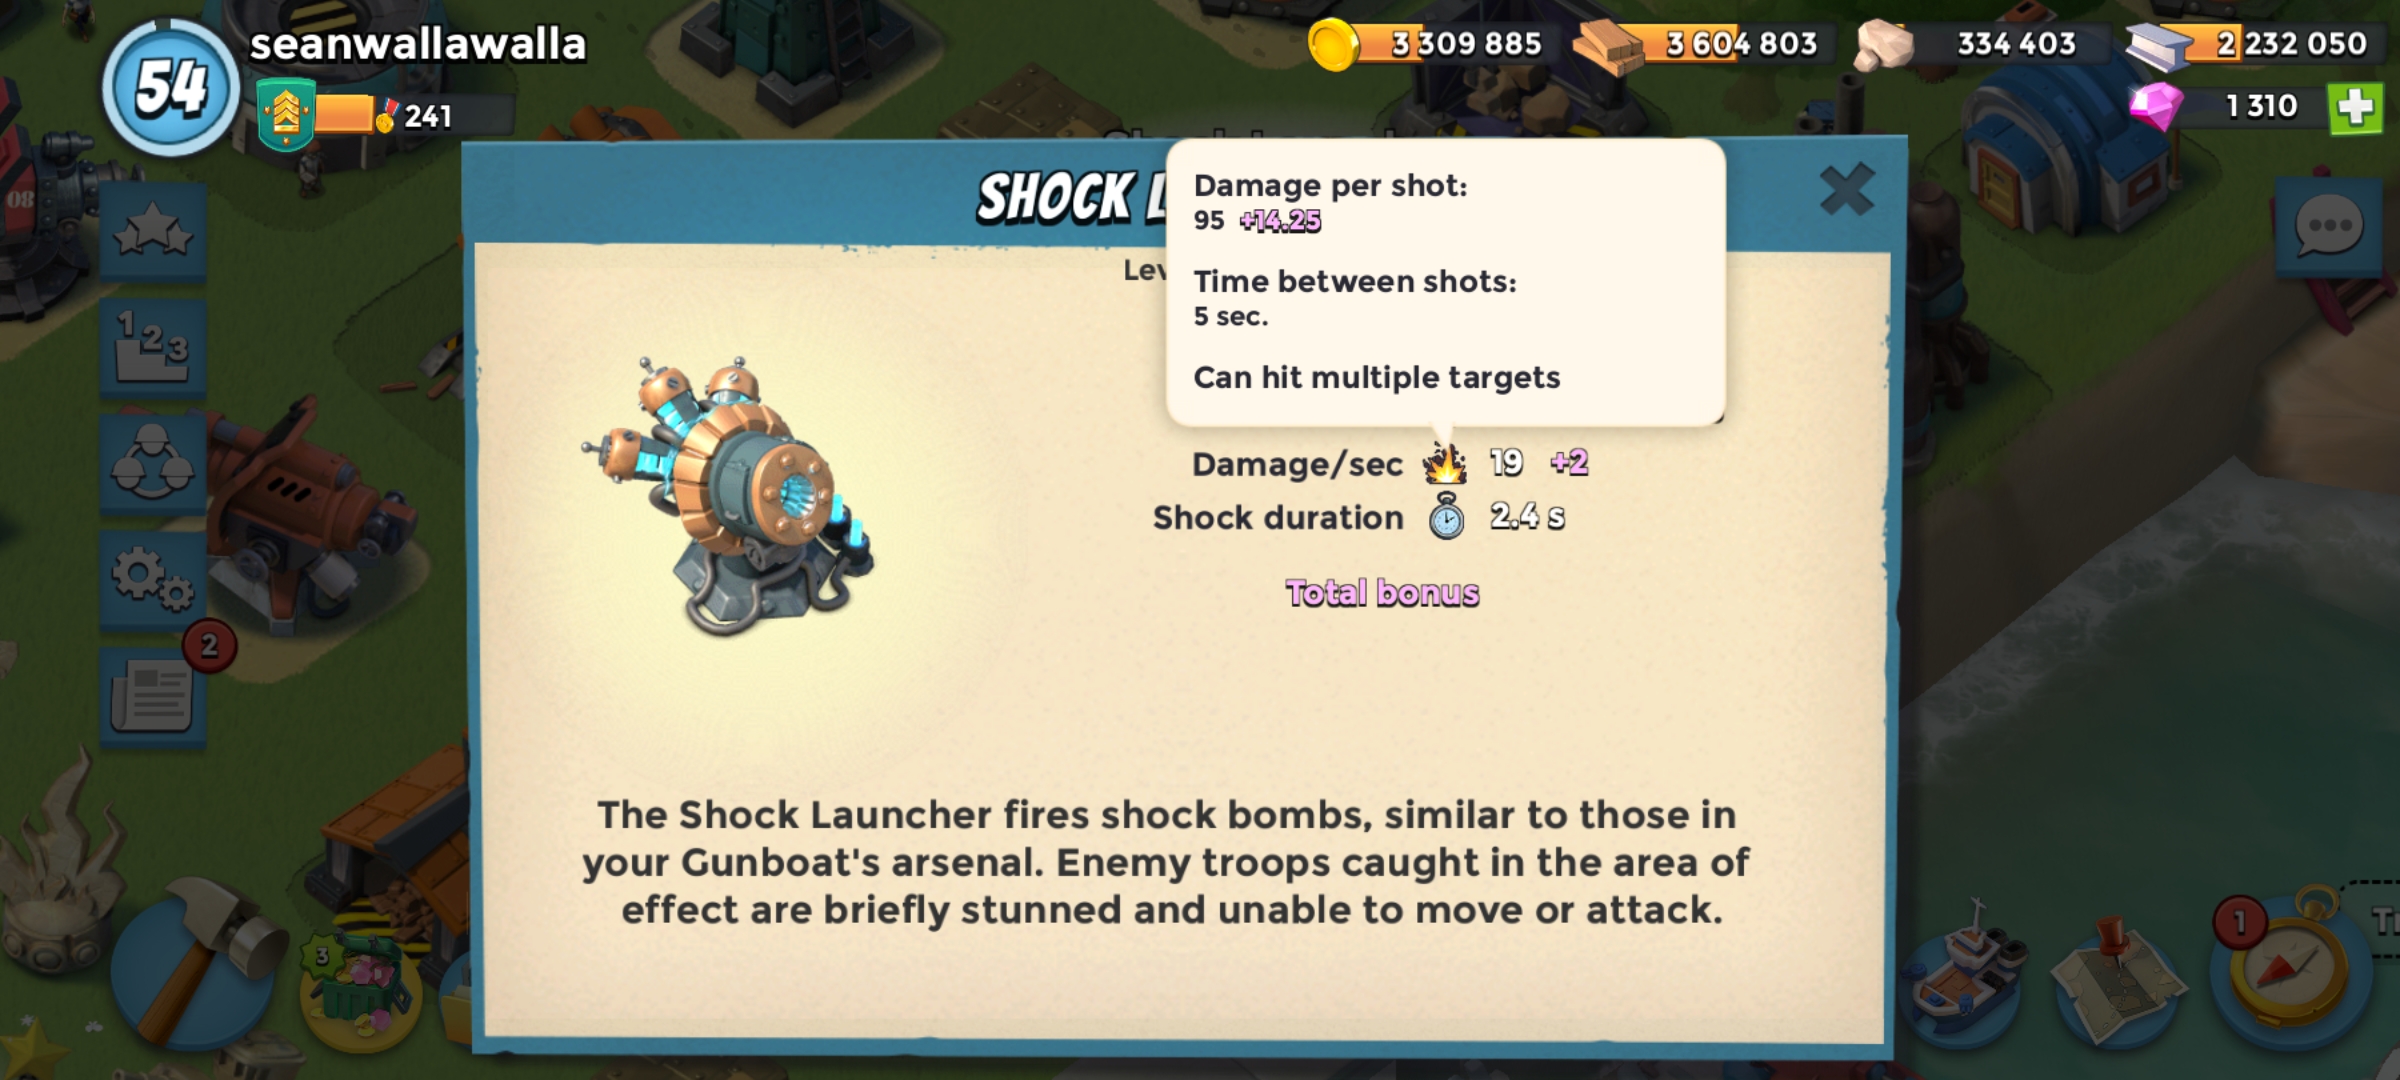 54
seanwallawalla
241
3 309 885
3 604 803
334 403
2 232 050
1 310
08
1 2 3
2
SHOCK L
Lev
Damage per shot:
95 +14.25
Time between shots:
5 sec.
Can hit multiple targets
Damage/sec 19 +2
Shock duration 2.4 s
Total bonus
The Shock Launcher fires shock bombs, similar to those in
your Gunboat's arsenal. Enemy troops caught in the area of
effect are briefly stunned and unable to move or attack.
3
1